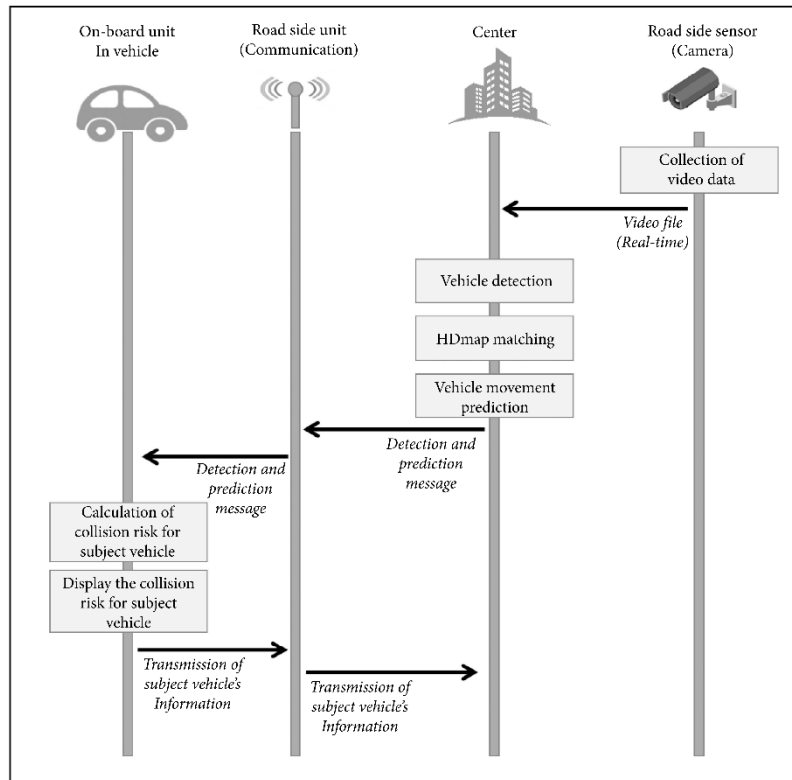 On-board unit
In vehicle
Road side unit
(Communication)
Center
Road side sensor
(Camera)
Collection of
video data
Video file
(Real-time)
Vehicle detection
HDmap matching
Vehicle movement
prediction
Detection and
prediction
message
Detection and
prediction
message
Calculation of
collision risk for
subject vehicle
Display the collision
risk for subject
vehicle
Transmission of
subject vehicle's
Information
Transmission of
subject vehicle's
Information